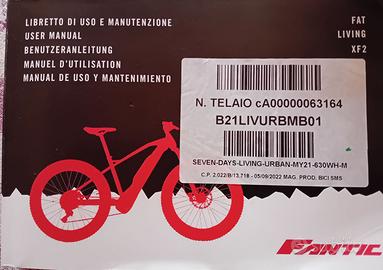 LIBRETTO DI USO E MANUTENZIONE
USER MANUAL
BENUTZERANLEITUNG
MANUEL D'UTILISATION
MANUAL DE USO Y MANTENIMIENTO
FAT
LIVING
XF2
N. TELAIO cA00000063164
B21LIVURBMB01
SEVEN-DAYS-LIVING-URBAN-MY21-630WH-M
C.P. 2.022/B/13.718 - 05/09/2022 MAG. PROD. BICI SMS
FANTIC